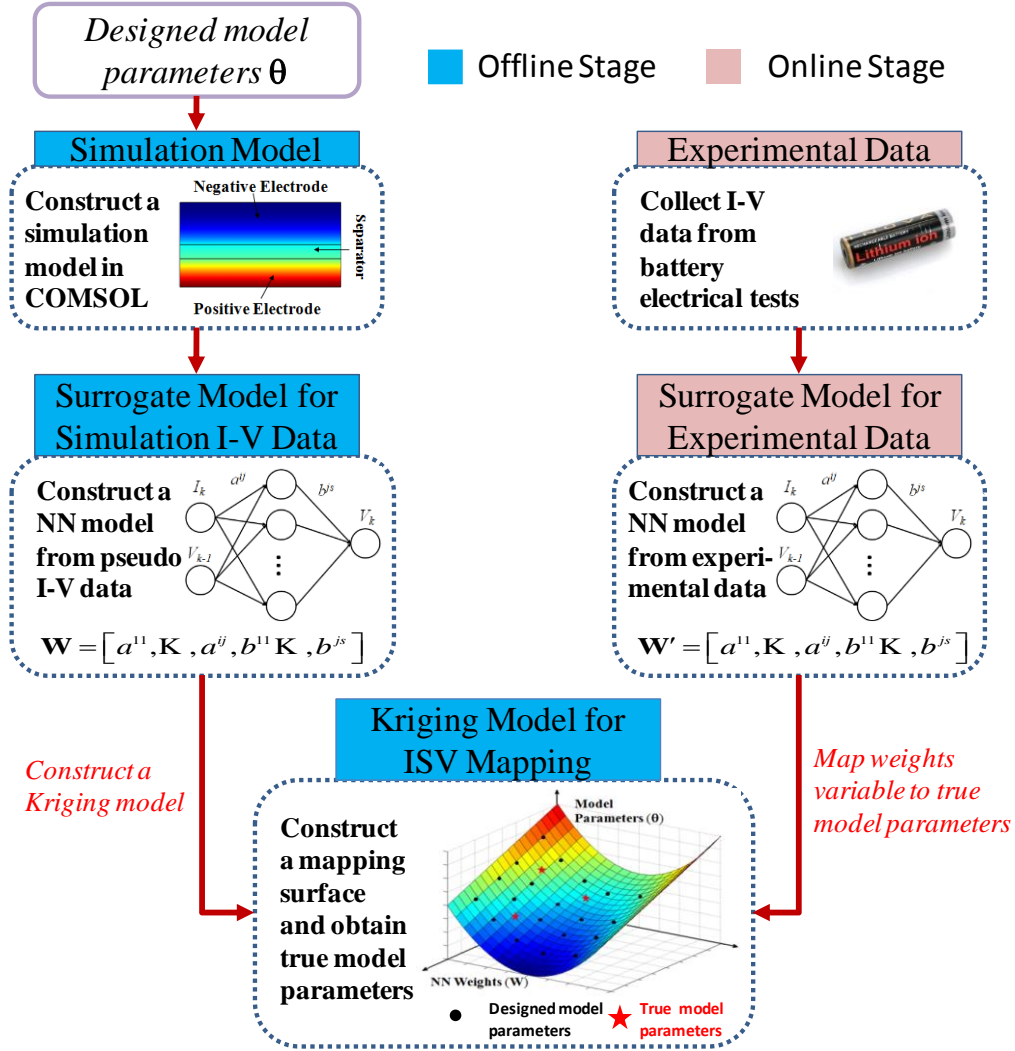 Designed model
parameters θ
Offline Stage
Online Stage
Simulation Model
Construct a
simulation
model in
COMSOL
Negative Electrode
Separator
Positive Electrode
Experimental Data
Collect I-V
data from
battery
electrical tests
Lithium Ion
Surrogate Model for
Simulation I-V Data
Construct a
NN model
from pseudo
I-V data
I_k
a^{ij}
b^{js}
V_k
V_{k-1}
W = [a^{11}, K , a^{ij}, b^{11} K , b^{js}]
Surrogate Model for
Experimental Data
Construct a
NN model
from experi-
mental data
I_k
a^{ij}
b^{js}
V_k
V_{k-1}
W′ = [a^{11}, K , a^{ij}, b^{11} K , b^{js}]
Construct a
Kriging model
Kriging Model for
ISV Mapping
Map weights
variable to true
model parameters
Construct
a mapping
surface
and obtain
true model
parameters
Model
Parameters (θ)
NN Weights (W)
Designed model
parameters
True model
parameters